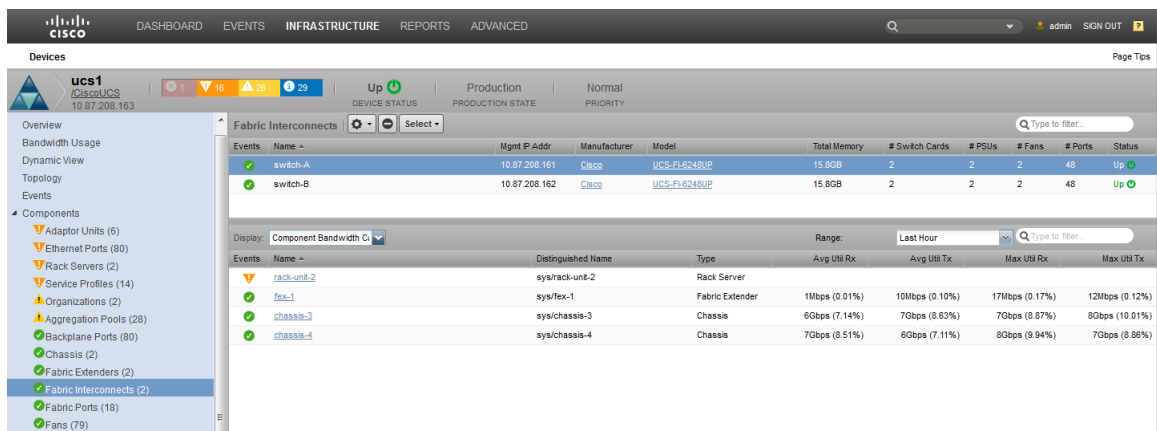 CISCO DASHBOARD EVENTS INFRASTRUCTURE REPORTS ADVANCED admin SIGN OUT ?
Devices Page Tips
ucs1
/CiscoUCS
10.87.208.163
0 16 26 29
Up
DEVICE STATUS
Production
PRODUCTION STATE
Normal
PRIORITY
Overview
Bandwidth Usage
Dynamic View
Topology
Events
Components
Adaptor Units (6)
Ethernet Ports (80)
Rack Servers (2)
Service Profiles (14)
Organizations (2)
Aggregation Pools (28)
Backplane Ports (80)
Chassis (2)
Fabric Extenders (2)
Fabric Interconnects (2)
Fabric Ports (18)
Fans (79)
Fabric Interconnects Select Type to filter...
Events Name Mgmt IP Addr Manufacturer Model Total Memory # Switch Cards # PSUs # Fans # Ports Status
switch-A 10.87.208.161 Cisco UCS-FI-6248UP 15.8GB 2 2 2 48 Up
switch-B 10.87.208.162 Cisco UCS-FI-6248UP 15.8GB 2 2 2 48 Up
Display: Component Bandwidth Ca Range: Last Hour Type to filter...
Events Name Distinguished Name Type Avg Util Rx Avg Util Tx Max Util Rx Max Util Tx
rack-unit-2 sys/rack-unit-2 Rack Server
fex-1 sys/fex-1 Fabric Extender 1Mbps (0.01%) 10Mbps (0.10%) 17Mbps (0.17%) 12Mbps (0.12%)
chassis-3 sys/chassis-3 Chassis 6Gbps (7.14%) 7Gbps (8.63%) 7Gbps (8.87%) 8Gbps (10.01%)
chassis-4 sys/chassis-4 Chassis 7Gbps (8.51%) 6Gbps (7.11%) 8Gbps (9.94%) 7Gbps (8.86%)